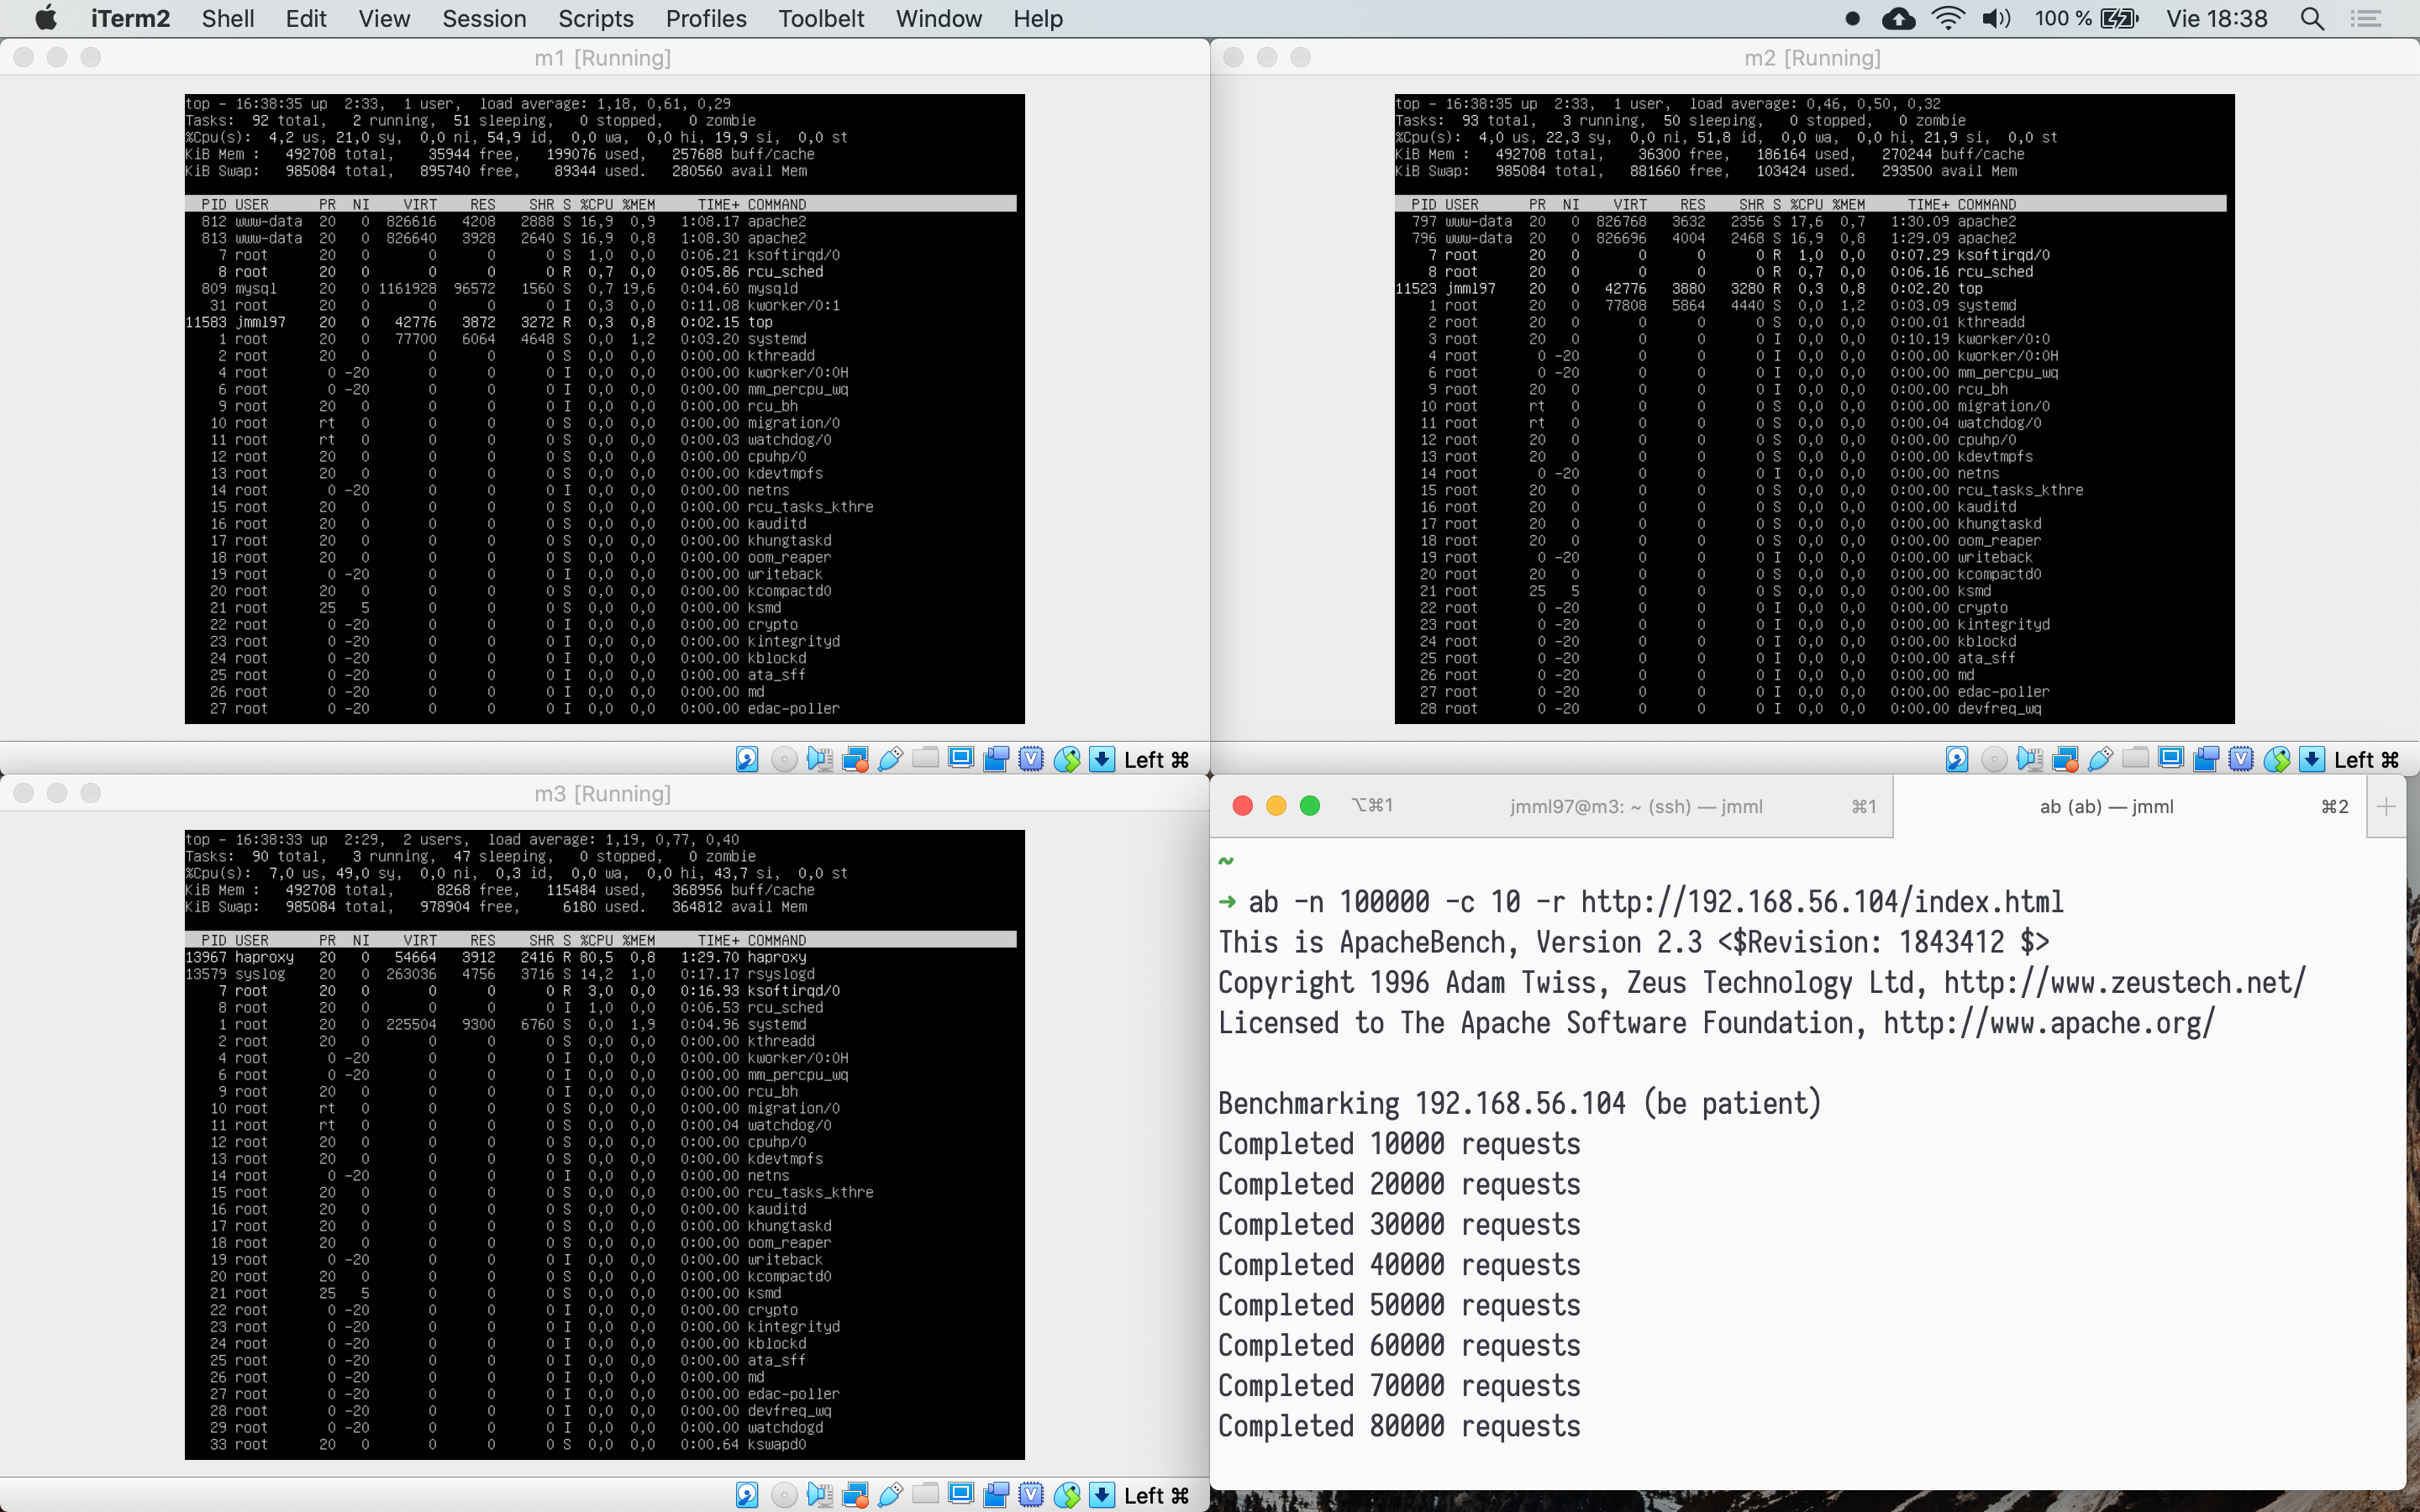 iTerm2 Shell Edit View Session Scripts Profiles Toolbelt Window Help 100 % Vie 18:38
m1 [Running]
top - 16:38:35 up  2:33,  1 user,  load average: 1,18, 0,61, 0,29
Tasks:  92 total,   2 running,  51 sleeping,   0 stopped,   0 zombie
%Cpu(s):  4,2 us, 21,0 sy,  0,0 ni, 54,9 id,  0,0 wa,  0,0 hi, 19,9 si,  0,0 st
KiB Mem :   492708 total,    35944 free,   199076 used,   257688 buff/cache
KiB Swap:   985084 total,   895740 free,    89344 used.   280560 avail Mem
PID USER PR NI VIRT RES SHR S %CPU %MEM TIME+ COMMAND
812 www-data 20 0 826616 4208 2888 S 16,9 0,9 1:08.17 apache2
813 www-data 20 0 826640 3928 2640 S 16,9 0,8 1:08.30 apache2
7 root 20 0 0 0 0 S 1,0 0,0 0:06.21 ksoftirqd/0
8 root 20 0 0 0 0 R 0,7 0,0 0:05.86 rcu_sched
809 mysql 20 0 1161928 96572 1560 S 0,7 19,6 0:04.60 mysqld
31 root 20 0 0 0 0 I 0,3 0,0 0:11.08 kworker/0:1
11583 jmml97 20 0 42776 3872 3272 R 0,3 0,8 0:02.15 top
1 root 20 0 77700 6064 4648 S 0,0 1,2 0:03.20 systemd
2 root 20 0 0 0 0 S 0,0 0,0 0:00.00 kthreadd
4 root 0 -20 0 0 0 I 0,0 0,0 0:00.00 kworker/0:0H
6 root 0 -20 0 0 0 I 0,0 0,0 0:00.00 mm_percpu_wq
9 root 20 0 0 0 0 I 0,0 0,0 0:00.00 rcu_bh
10 root rt 0 0 0 0 S 0,0 0,0 0:00.00 migration/0
11 root rt 0 0 0 0 S 0,0 0,0 0:00.03 watchdog/0
12 root 20 0 0 0 0 S 0,0 0,0 0:00.00 cpuhp/0
13 root 20 0 0 0 0 S 0,0 0,0 0:00.00 kdevtmpfs
14 root 0 -20 0 0 0 I 0,0 0,0 0:00.00 netns
15 root 20 0 0 0 0 S 0,0 0,0 0:00.00 rcu_tasks_kthre
16 root 20 0 0 0 0 S 0,0 0,0 0:00.00 kauditd
17 root 20 0 0 0 0 S 0,0 0,0 0:00.00 khungtaskd
18 root 20 0 0 0 0 S 0,0 0,0 0:00.00 oom_reaper
19 root 0 -20 0 0 0 I 0,0 0,0 0:00.00 writeback
20 root 20 0 0 0 0 S 0,0 0,0 0:00.00 kcompactd0
21 root 25 5 0 0 0 S 0,0 0,0 0:00.00 ksmd
22 root 0 -20 0 0 0 I 0,0 0,0 0:00.00 crypto
23 root 0 -20 0 0 0 I 0,0 0,0 0:00.00 kintegrityd
24 root 0 -20 0 0 0 I 0,0 0,0 0:00.00 kblockd
25 root 0 -20 0 0 0 I 0,0 0,0 0:00.00 ata_sff
26 root 0 -20 0 0 0 I 0,0 0,0 0:00.00 md
27 root 0 -20 0 0 0 I 0,0 0,0 0:00.00 edac-poller
Left ⌘
m2 [Running]
top - 16:38:35 up  2:33,  1 user,  load average: 0,46, 0,50, 0,32
Tasks:  93 total,   3 running,  50 sleeping,   0 stopped,   0 zombie
%Cpu(s):  4,0 us, 22,3 sy,  0,0 ni, 51,8 id,  0,0 wa,  0,0 hi, 21,9 si,  0,0 st
KiB Mem :   492708 total,    36300 free,   186164 used,   270244 buff/cache
KiB Swap:   985084 total,   881660 free,   103424 used.   293500 avail Mem
PID USER PR NI VIRT RES SHR S %CPU %MEM TIME+ COMMAND
797 www-data 20 0 826768 3632 2356 S 17,6 0,7 1:30.09 apache2
796 www-data 20 0 826696 4004 2468 S 16,9 0,8 1:29.09 apache2
7 root 20 0 0 0 0 R 1,0 0,0 0:07.29 ksoftirqd/0
8 root 20 0 0 0 0 R 0,7 0,0 0:06.16 rcu_sched
11523 jmml97 20 0 42776 3880 3280 R 0,3 0,8 0:02.20 top
1 root 20 0 77808 5864 4440 S 0,0 1,2 0:03.09 systemd
2 root 20 0 0 0 0 S 0,0 0,0 0:00.01 kthreadd
3 root 20 0 0 0 0 I 0,0 0,0 0:10.19 kworker/0:0
4 root 0 -20 0 0 0 I 0,0 0,0 0:00.00 kworker/0:0H
6 root 0 -20 0 0 0 I 0,0 0,0 0:00.00 mm_percpu_wq
9 root 20 0 0 0 0 I 0,0 0,0 0:00.00 rcu_bh
10 root rt 0 0 0 0 S 0,0 0,0 0:00.00 migration/0
11 root rt 0 0 0 0 S 0,0 0,0 0:00.04 watchdog/0
12 root 20 0 0 0 0 S 0,0 0,0 0:00.00 cpuhp/0
13 root 20 0 0 0 0 S 0,0 0,0 0:00.00 kdevtmpfs
14 root 0 -20 0 0 0 I 0,0 0,0 0:00.00 netns
15 root 20 0 0 0 0 S 0,0 0,0 0:00.00 rcu_tasks_kthre
16 root 20 0 0 0 0 S 0,0 0,0 0:00.00 kauditd
17 root 20 0 0 0 0 S 0,0 0,0 0:00.00 khungtaskd
18 root 20 0 0 0 0 S 0,0 0,0 0:00.00 oom_reaper
19 root 0 -20 0 0 0 I 0,0 0,0 0:00.00 writeback
20 root 20 0 0 0 0 S 0,0 0,0 0:00.00 kcompactd0
21 root 25 5 0 0 0 S 0,0 0,0 0:00.00 ksmd
22 root 0 -20 0 0 0 I 0,0 0,0 0:00.00 crypto
23 root 0 -20 0 0 0 I 0,0 0,0 0:00.00 kintegrityd
24 root 0 -20 0 0 0 I 0,0 0,0 0:00.00 kblockd
25 root 0 -20 0 0 0 I 0,0 0,0 0:00.00 ata_sff
26 root 0 -20 0 0 0 I 0,0 0,0 0:00.00 md
27 root 0 -20 0 0 0 I 0,0 0,0 0:00.00 edac-poller
28 root 0 -20 0 0 0 I 0,0 0,0 0:00.00 devfreq_wq
Left ⌘
m3 [Running]
top - 16:38:33 up  2:29,  2 users,  load average: 1,19, 0,77, 0,40
Tasks:  90 total,   3 running,  47 sleeping,   0 stopped,   0 zombie
%Cpu(s):  7,0 us, 49,0 sy,  0,0 ni,  0,3 id,  0,0 wa,  0,0 hi, 43,7 si,  0,0 st
KiB Mem :   492708 total,     8268 free,   115484 used,   368956 buff/cache
KiB Swap:   985084 total,   978904 free,     6180 used.   364812 avail Mem
PID USER PR NI VIRT RES SHR S %CPU %MEM TIME+ COMMAND
13967 haproxy 20 0 54664 3912 2416 R 80,5 0,8 1:29.70 haproxy
13579 syslog 20 0 263036 4756 3716 S 14,2 1,0 0:17.17 rsyslogd
7 root 20 0 0 0 0 R 3,0 0,0 0:16.93 ksoftirqd/0
8 root 20 0 0 0 0 I 1,0 0,0 0:06.53 rcu_sched
1 root 20 0 225504 9300 6760 S 0,0 1,9 0:04.96 systemd
2 root 20 0 0 0 0 S 0,0 0,0 0:00.00 kthreadd
4 root 0 -20 0 0 0 I 0,0 0,0 0:00.00 kworker/0:0H
6 root 0 -20 0 0 0 I 0,0 0,0 0:00.00 mm_percpu_wq
9 root 20 0 0 0 0 I 0,0 0,0 0:00.00 rcu_bh
10 root rt 0 0 0 0 S 0,0 0,0 0:00.00 migration/0
11 root rt 0 0 0 0 S 0,0 0,0 0:00.04 watchdog/0
12 root 20 0 0 0 0 S 0,0 0,0 0:00.00 cpuhp/0
13 root 20 0 0 0 0 S 0,0 0,0 0:00.00 kdevtmpfs
14 root 0 -20 0 0 0 I 0,0 0,0 0:00.00 netns
15 root 20 0 0 0 0 S 0,0 0,0 0:00.00 rcu_tasks_kthre
16 root 20 0 0 0 0 S 0,0 0,0 0:00.00 kauditd
17 root 20 0 0 0 0 S 0,0 0,0 0:00.00 khungtaskd
18 root 20 0 0 0 0 S 0,0 0,0 0:00.00 oom_reaper
19 root 0 -20 0 0 0 I 0,0 0,0 0:00.00 writeback
20 root 20 0 0 0 0 S 0,0 0,0 0:00.00 kcompactd0
21 root 25 5 0 0 0 S 0,0 0,0 0:00.00 ksmd
22 root 0 -20 0 0 0 I 0,0 0,0 0:00.00 crypto
23 root 0 -20 0 0 0 I 0,0 0,0 0:00.00 kintegrityd
24 root 0 -20 0 0 0 I 0,0 0,0 0:00.00 kblockd
25 root 0 -20 0 0 0 I 0,0 0,0 0:00.00 ata_sff
26 root 0 -20 0 0 0 I 0,0 0,0 0:00.00 md
27 root 0 -20 0 0 0 I 0,0 0,0 0:00.00 edac-poller
28 root 0 -20 0 0 0 I 0,0 0,0 0:00.00 devfreq_wq
29 root 0 -20 0 0 0 I 0,0 0,0 0:00.00 watchdogd
33 root 20 0 0 0 0 S 0,0 0,0 0:00.64 kswapd0
Left ⌘
⌥⌘1 jmml97@m3: ~ (ssh) — jmml ⌘1 ab (ab) — jmml ⌘2 +
~
➜ ab -n 100000 -c 10 -r http://192.168.56.104/index.html
This is ApacheBench, Version 2.3 <$Revision: 1843412 $>
Copyright 1996 Adam Twiss, Zeus Technology Ltd, http://www.zeustech.net/
Licensed to The Apache Software Foundation, http://www.apache.org/
Benchmarking 192.168.56.104 (be patient)
Completed 10000 requests
Completed 20000 requests
Completed 30000 requests
Completed 40000 requests
Completed 50000 requests
Completed 60000 requests
Completed 70000 requests
Completed 80000 requests